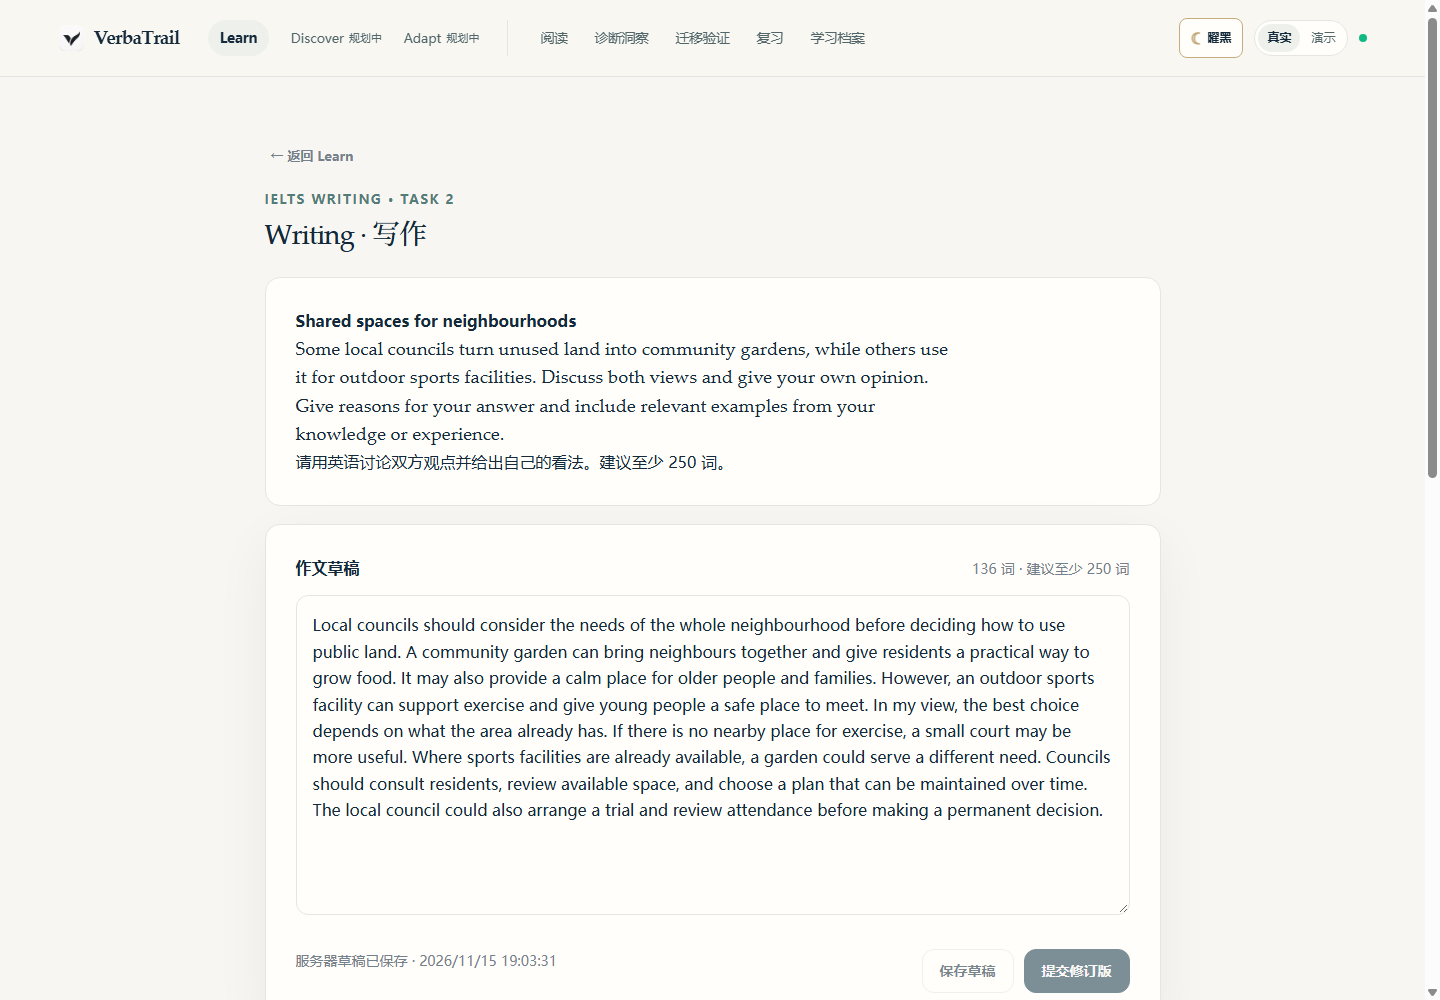 VerbaTrail
Learn
Discover 规划中
Adapt 规划中
阅读
诊断洞察
迁移验证
复习
学习档案
曜黑
真实
演示
← 返回 Learn
IELTS WRITING • TASK 2
Writing · 写作
Shared spaces for neighbourhoods
Some local councils turn unused land into community gardens, while others use
it for outdoor sports facilities. Discuss both views and give your own opinion.
Give reasons for your answer and include relevant examples from your
knowledge or experience.
请用英语讨论双方观点并给出自己的看法。建议至少 250 词。
作文草稿
136 词 · 建议至少 250 词
Local councils should consider the needs of the whole neighbourhood before deciding how to use
public land. A community garden can bring neighbours together and give residents a practical way to
grow food. It may also provide a calm place for older people and families. However, an outdoor sports
facility can support exercise and give young people a safe place to meet. In my view, the best choice
depends on what the area already has. If there is no nearby place for exercise, a small court may be
more useful. Where sports facilities are already available, a garden could serve a different need. Councils
should consult residents, review available space, and choose a plan that can be maintained over time.
The local council could also arrange a trial and review attendance before making a permanent decision.
服务器草稿已保存 · 2026/11/15 19:03:31
保存草稿
提交修订版